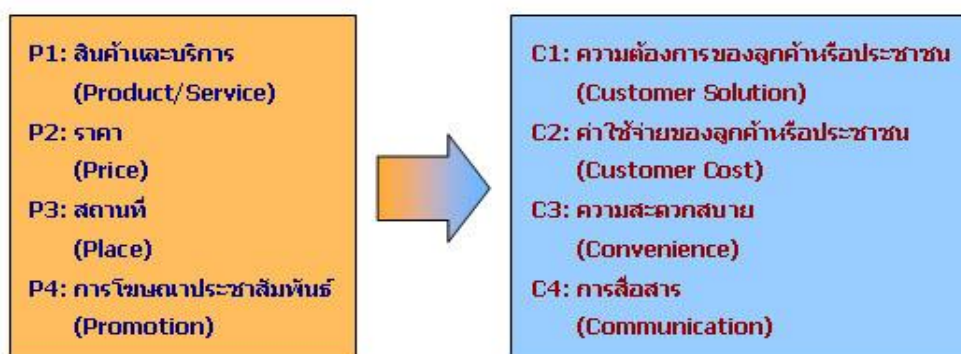 P1: สินค้าและบริการ
(Product/Service)
P2: ราคา
(Price)
P3: สถานที่
(Place)
P4: การโฆษณาประชาสัมพันธ์
(Promotion)
C1: ความต้องการของลูกค้าหรือประชาชน
(Customer Solution)
C2: ค่าใช้จ่ายของลูกค้าหรือประชาชน
(Customer Cost)
C3: ความสะดวกสบาย
(Convenience)
C4: การสื่อสาร
(Communication)